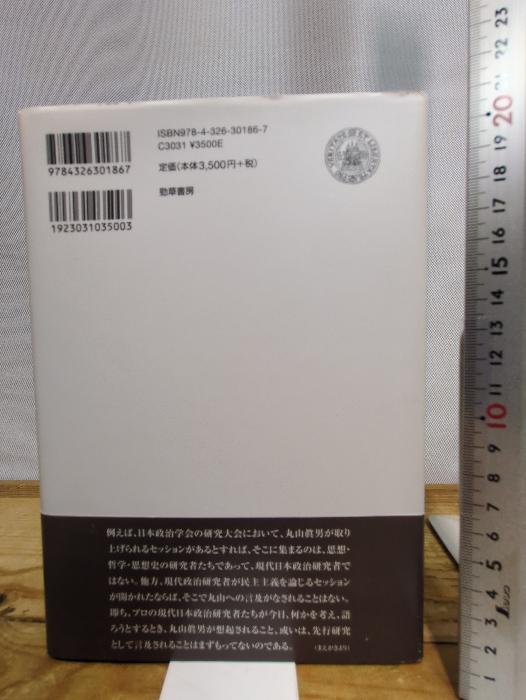 ISBN978-4-326-30186-7
C3031 ¥3500E
定価(本体3,500円+税)
勁草書房
9784326301867
1923031035003
例えば、日本政治学会の研究大会において、丸山眞男が取り
上げられるセッションがあるとすれば、そこに集まるのは、思想・
哲学・思想史の研究者たちであって、現代日本政治研究者で
はない。他方、現代政治研究者が民主主義を論じるセッション
が開かれたならば、そこで丸山への言及がなされることはない。
即ち、プロの現代日本政治研究者たちが今日、何かを考え、語
ろうとするとき、丸山眞男が想起されること、或いは、先行研究
として言及されることはまずもってないのである。
(まえがきより)
23
22
21
20
19
18
17
16
15
14
13
12
11
10
9
8
7
6
5
4
3
2
1